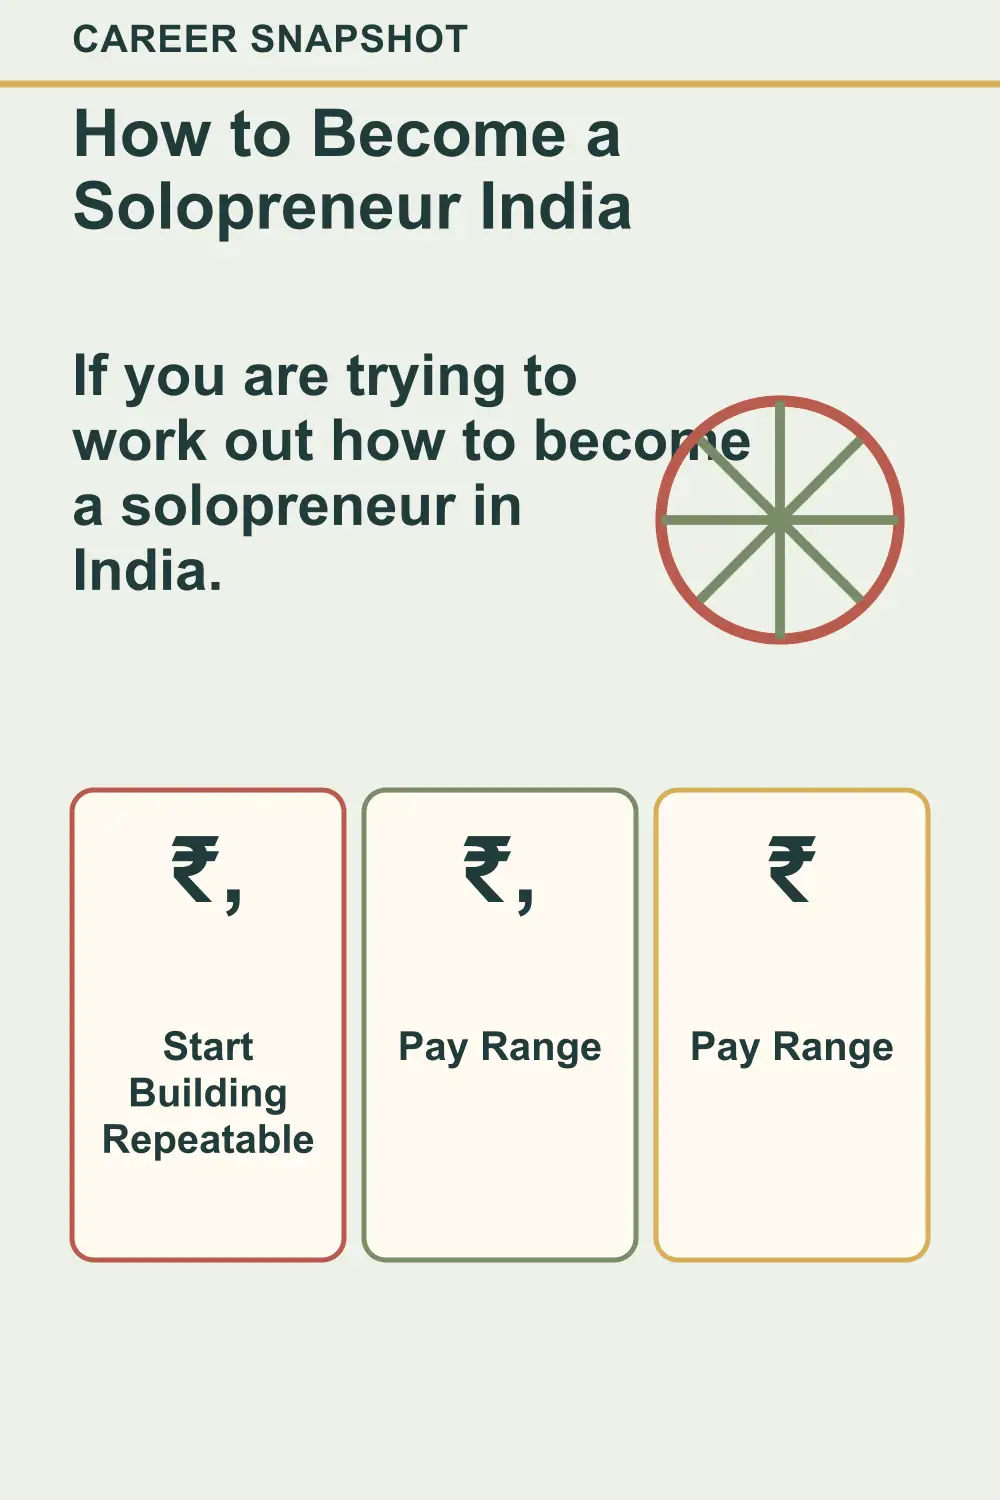 CAREER SNAPSHOT
How to Become a
Solopreneur India
If you are trying to
work out how to become
a solopreneur in
India.
₹,
Start
Building
Repeatable
₹,
Pay Range
₹
Pay Range